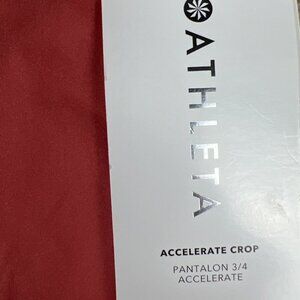 ATHLETA
ACCELERATE CROP
PANTALON 3/4
ACCELERATE